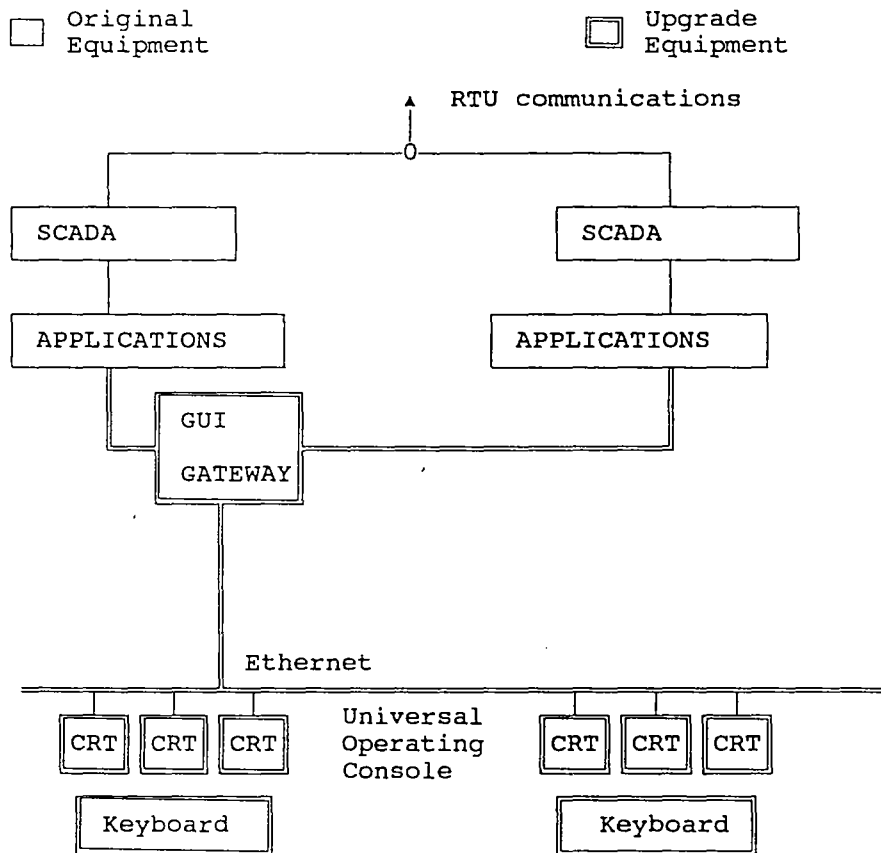 Original
Equipment
Upgrade
Equipment
RTU communications
O
SCADA
SCADA
APPLICATIONS
APPLICATIONS
GUI
GATEWAY
Ethernet
Universal
Operating
Console
CRT CRT CRT
CRT CRT CRT
Keyboard
Keyboard